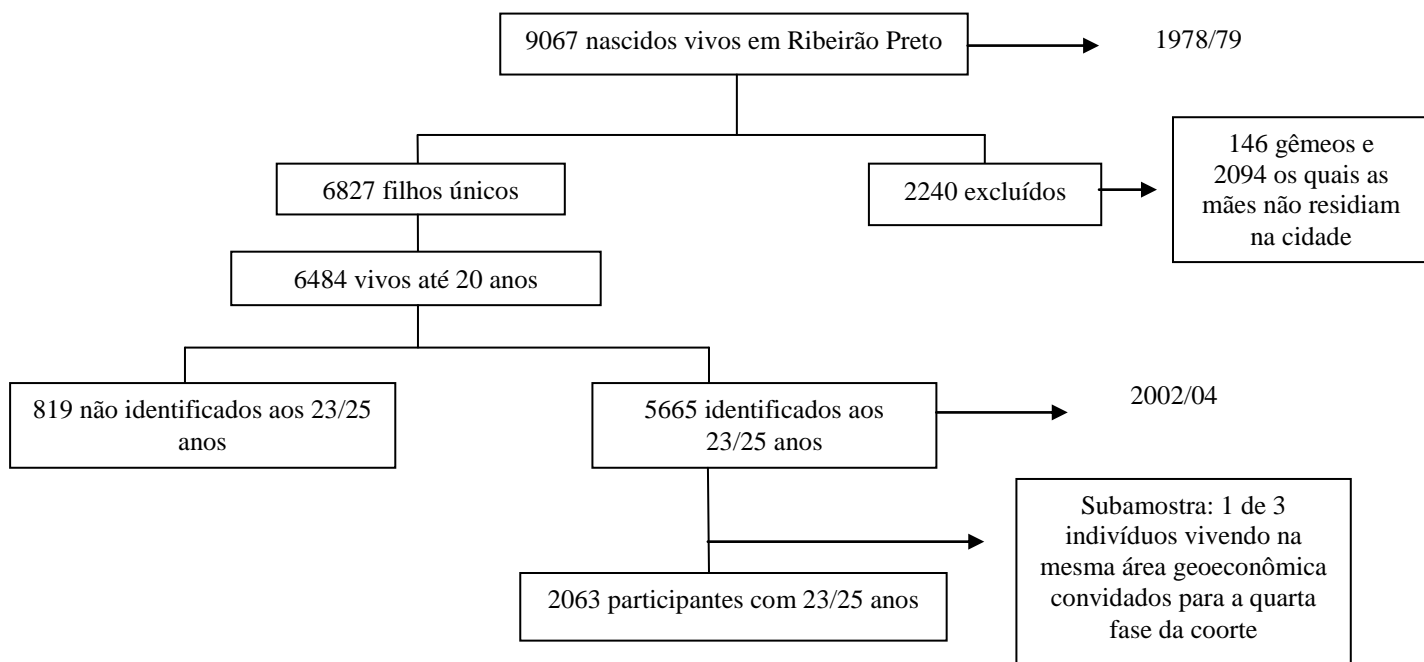 9067 nascidos vivos em Ribeirão Preto
1978/79
146 gêmeos e
2094 os quais as
mães não residiam
na cidade
6827 filhos únicos
2240 excluídos
6484 vivos até 20 anos
819 não identificados aos 23/25
anos
5665 identificados aos
23/25 anos
2002/04
Subamostra: 1 de 3
indivíduos vivendo na
mesma área geoeconômica
convidados para a quarta
fase da coorte
2063 participantes com 23/25 anos